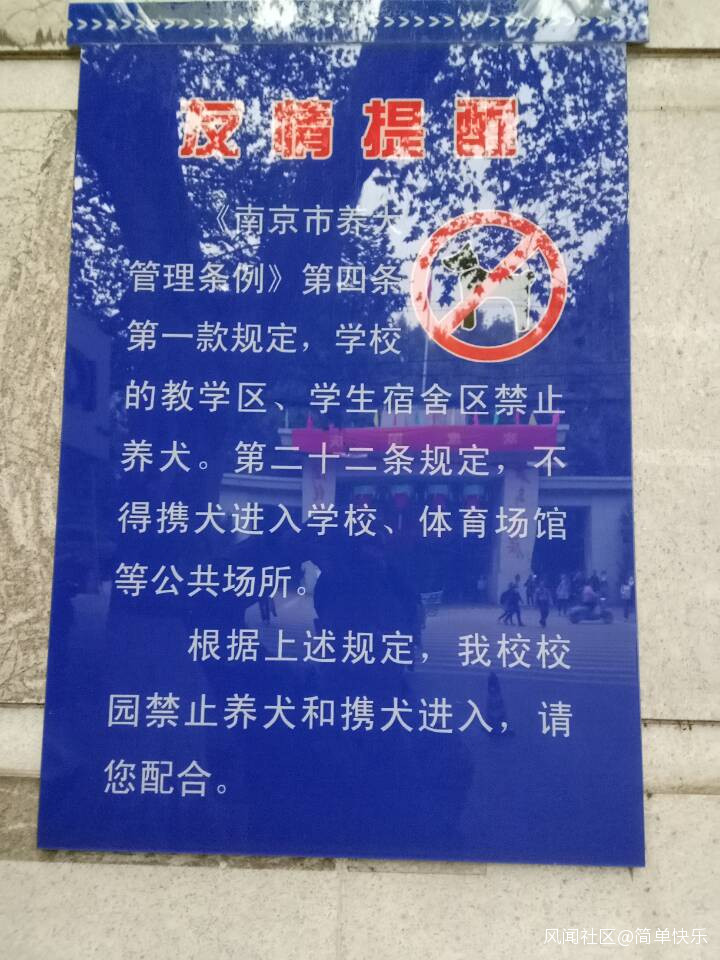 友情提醒
《南京市养犬
管理条例》第四条
第一款规定，学校
的教学区、学生宿舍区禁止
养犬。第二十二条规定，不
得携犬进入学校、体育场馆
等公共场所。
根据上述规定，我校校
园禁止养犬和携犬进入，请
您配合。
风闻社区@简单快乐